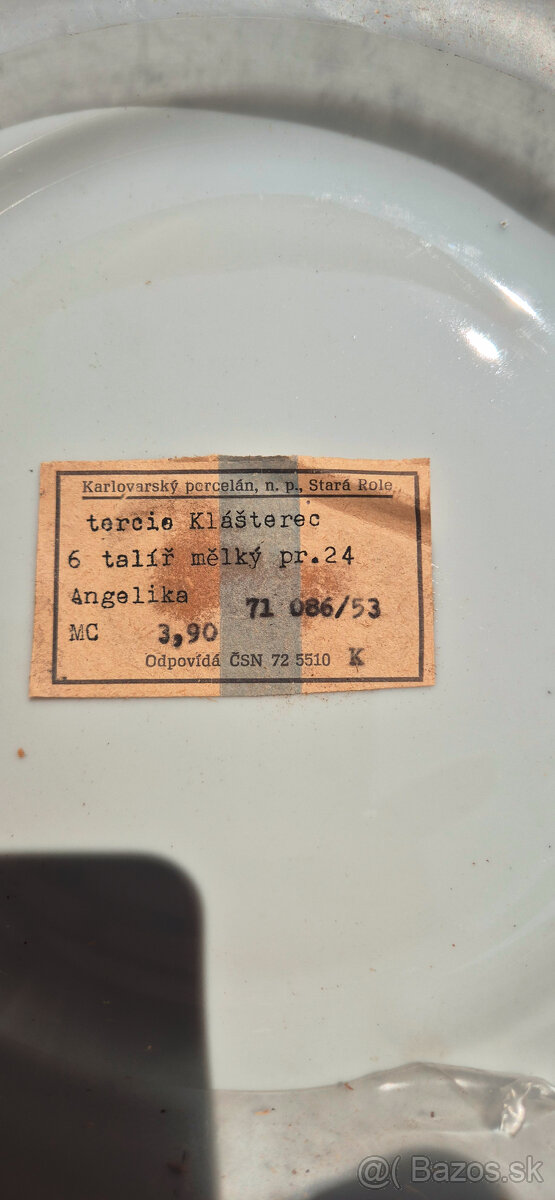 Karlovarský porcelán, n. p., Stará Role
tercie Klášterec
6 talíř mělký pr.24
Angelika 71 086/53
MC 3,90
Odpovídá ČSN 72 5510 K
@( Bazos.sk